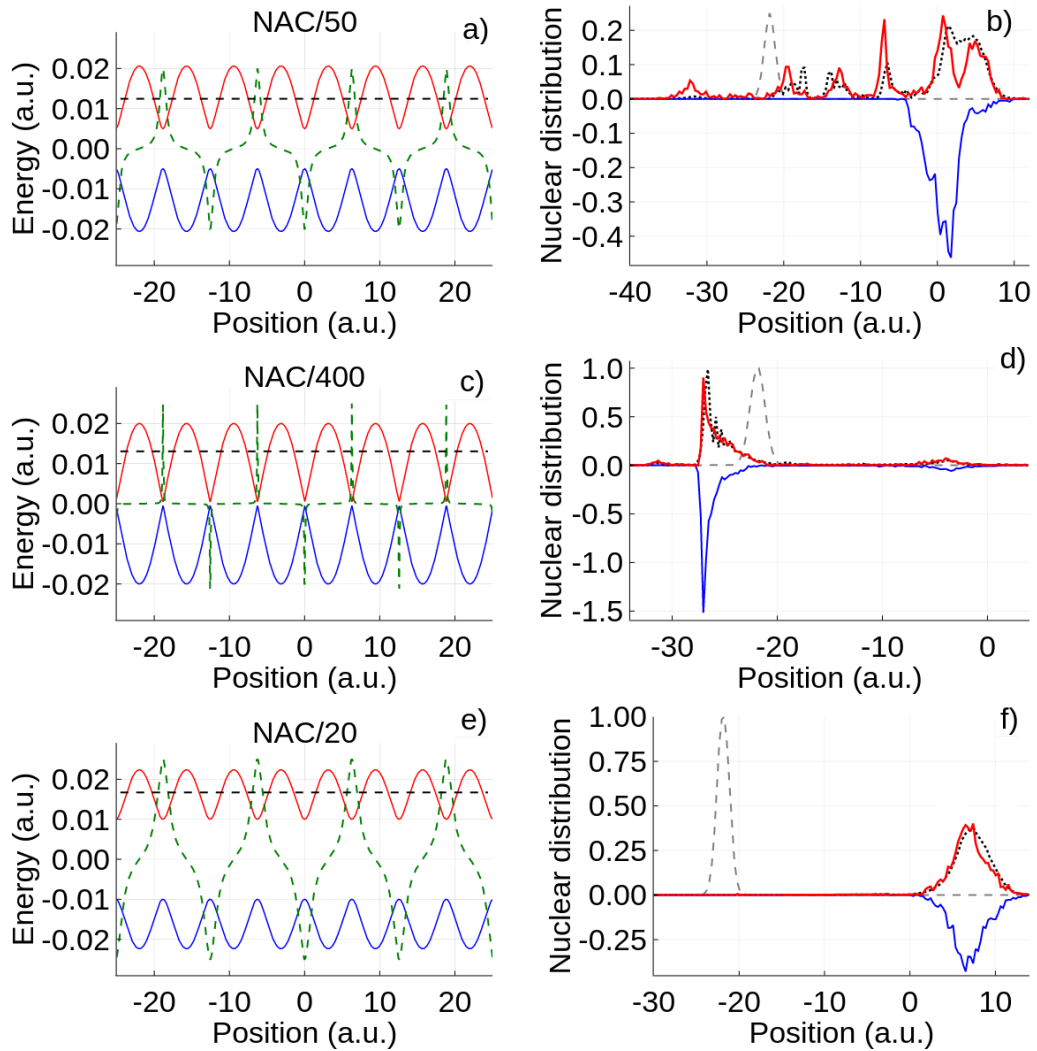 NAC/50
a)
Energy (a.u.)
0.02
0.01
0.00
-0.01
-0.02
-20 -10 0 10 20
Position (a.u.)
b)
Nuclear distribution
0.2
0.1
0.0
-0.1
0.2
0.3
-0.4
-40 -30 -20 -10 0 10
Position (a.u.)
NAC/400
c)
Energy (a.u.)
0.02
0.01
0.00
-0.01
-0.02
-20 -10 0 10 20
Position (a.u.)
d)
Nuclear distribution
1.0
0.5
0.0
-0.5
-1.0
-1.5
-30 -20 -10 0
Position (a.u.)
NAC/20
e)
Energy (a.u.)
0.02
0.01
0.00
-0.01
-0.02
-20 -10 0 10 20
Position (a.u.)
f)
Nuclear distribution
1.00
0.75
0.50
0.25
0.00
-0.25
-30 -20 -10 0 10
Position (a.u.)